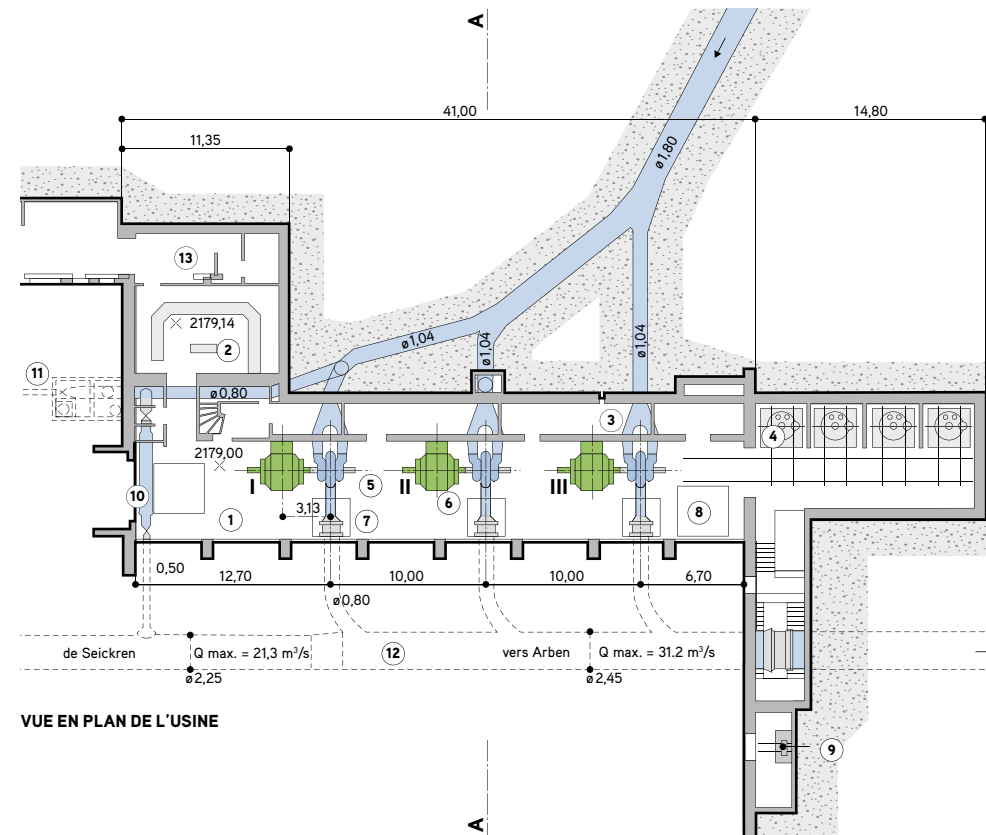 A
41,00
14,80
11,35
ø1,80
13
2179,14
2
ø1,04
ø1,04
ø1,04
11
ø0,80
3
4
2179,00
I
II
III
5
6
10
1
3,13
7
8
0,50
12,70
10,00
10,00
6,70
ø0,80
de Seickren
Q max. = 21,3 m³/s
12
vers Arben
Q max. = 31.2 m³/s
ø2,25
ø2,45
VUE EN PLAN DE L'USINE
9
A